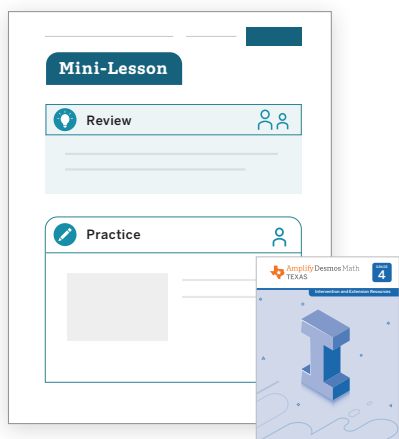 Mini-Lesson
Review
Practice
Amplify Desmos Math
TEXAS
GRADE
4
Intervention and Extension Resources